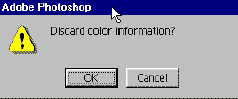 Adobe Photoshop
Discard color information?
OK
Cancel